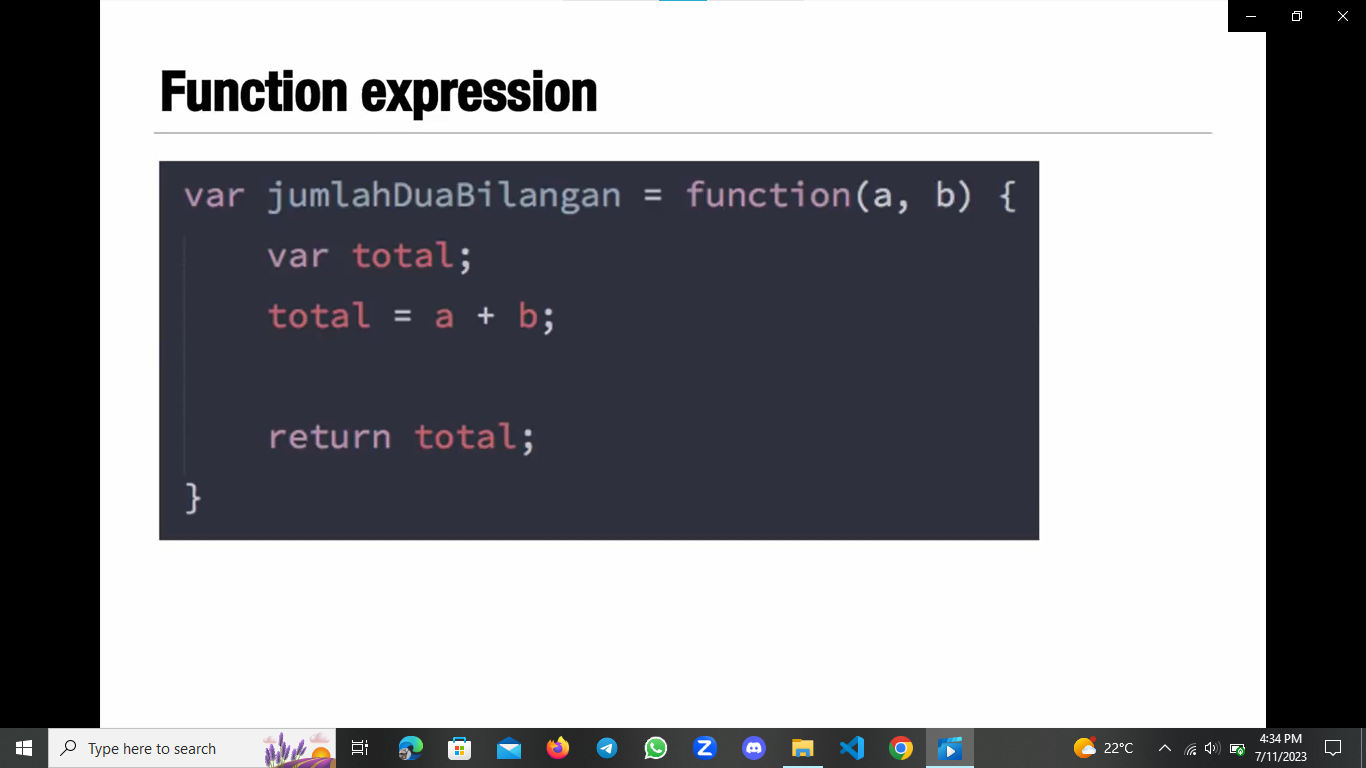 Function expression
var jumlahDuaBilangan = function(a, b) {
var total;
total = a + b;
return total;
}
Type here to search
22°C
4:34 PM
7/11/2023